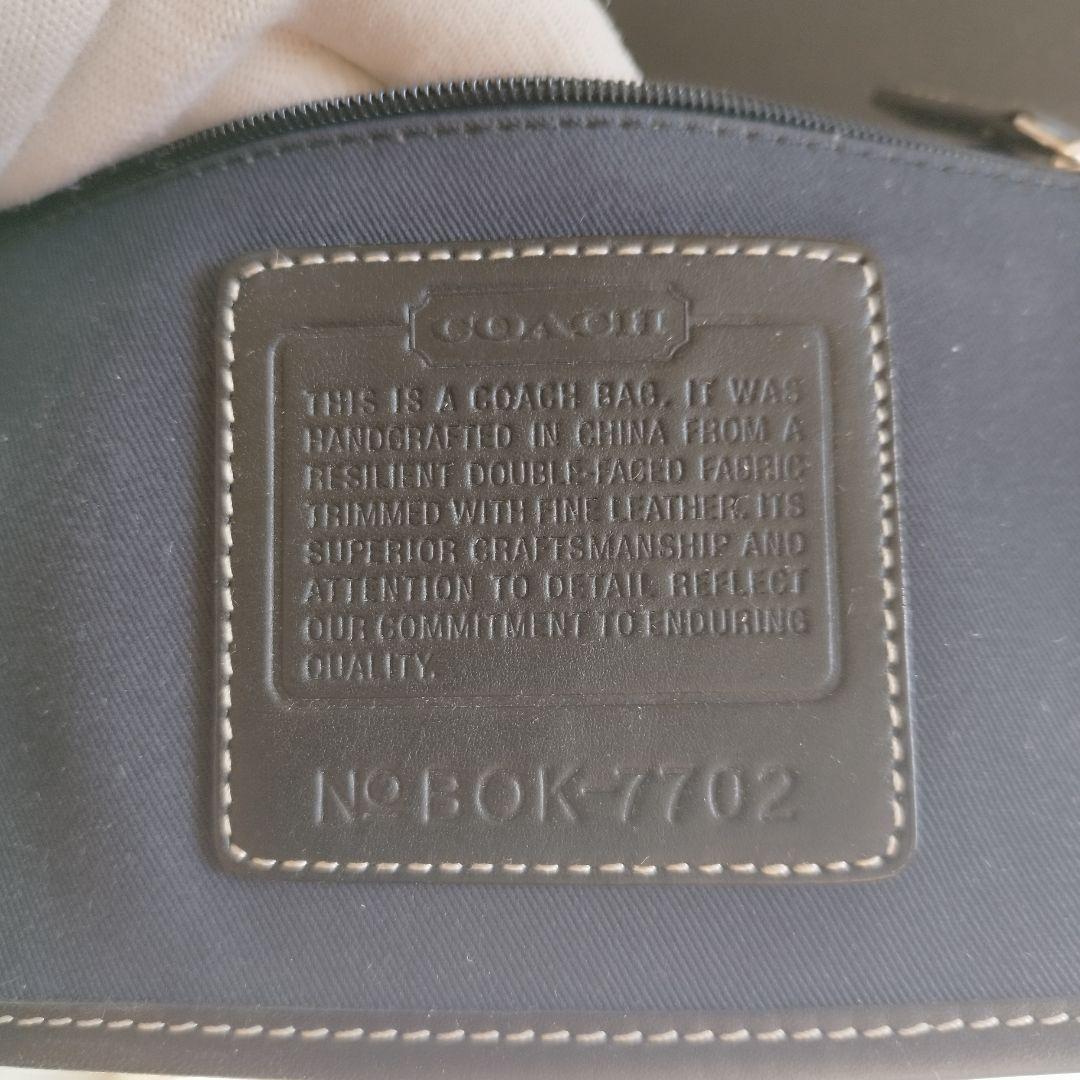 COACH
THIS IS A COACH BAG. IT WAS
HANDCRAFTED IN CHINA FROM A
RESILIENT DOUBLE-FACED FABRIC
TRIMMED WITH FINE LEATHER. ITS
SUPERIOR CRAFTSMANSHIP AND
ATTENTION TO DETAIL REFLECT
OUR COMMITMENT TO ENDURING
QUALITY.
Nº BOK-7702